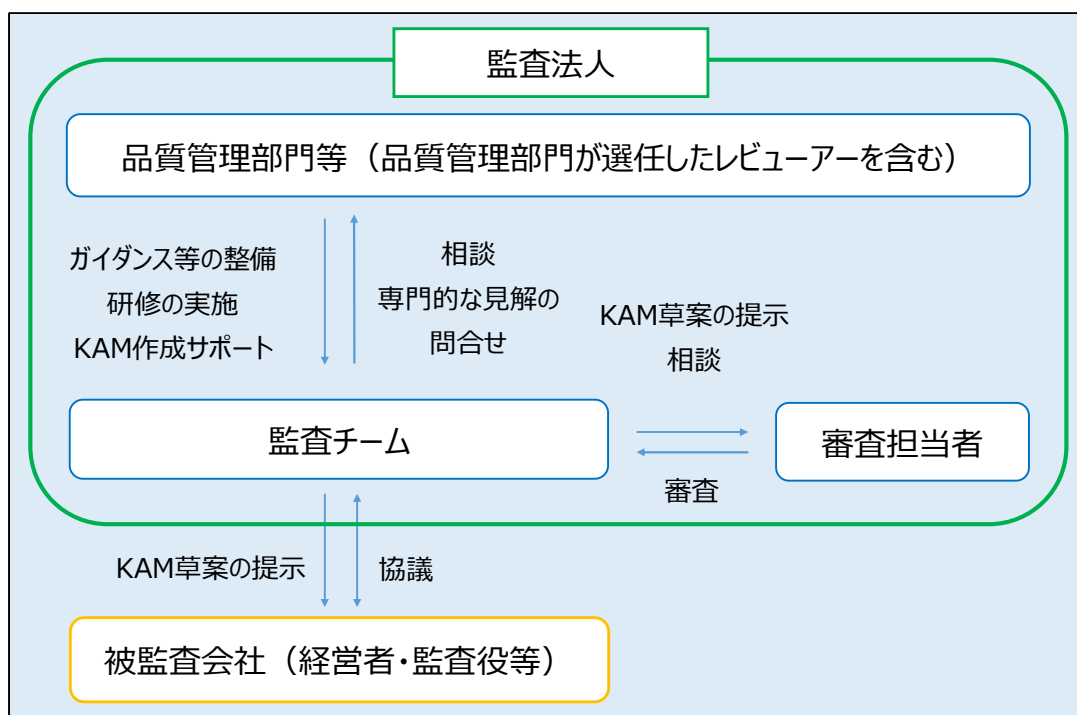 監査法人
品質管理部門等（品質管理部門が選任したレビューアーを含む）
ガイダンス等の整備
研修の実施
KAM作成サポート
相談
専門的な見解の
問合せ
KAM草案の提示
相談
監査チーム
審査担当者
審査
KAM草案の提示
協議
被監査会社（経営者・監査役等）